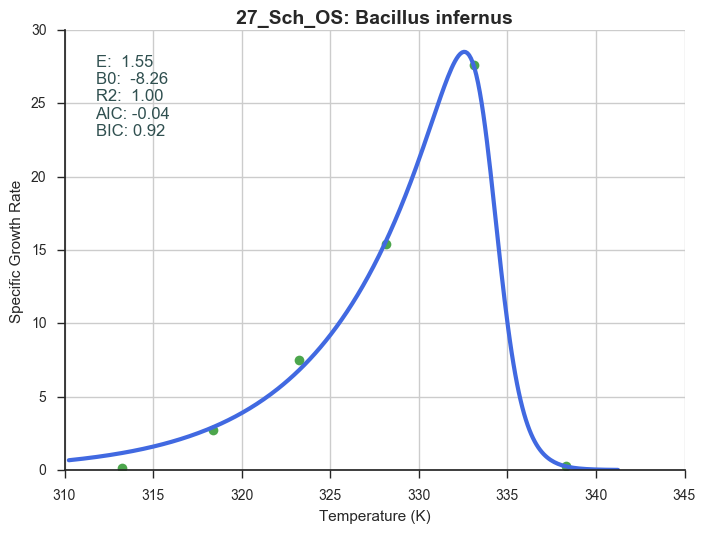 27_Sch_OS: Bacillus infernus
E:  1.55
B0:  -8.26
R2:  1.00
AIC: -0.04
BIC: 0.92
Specific Growth Rate
30
25
20
15
10
5
0
310 315 320 325 330 335 340 345
Temperature (K)